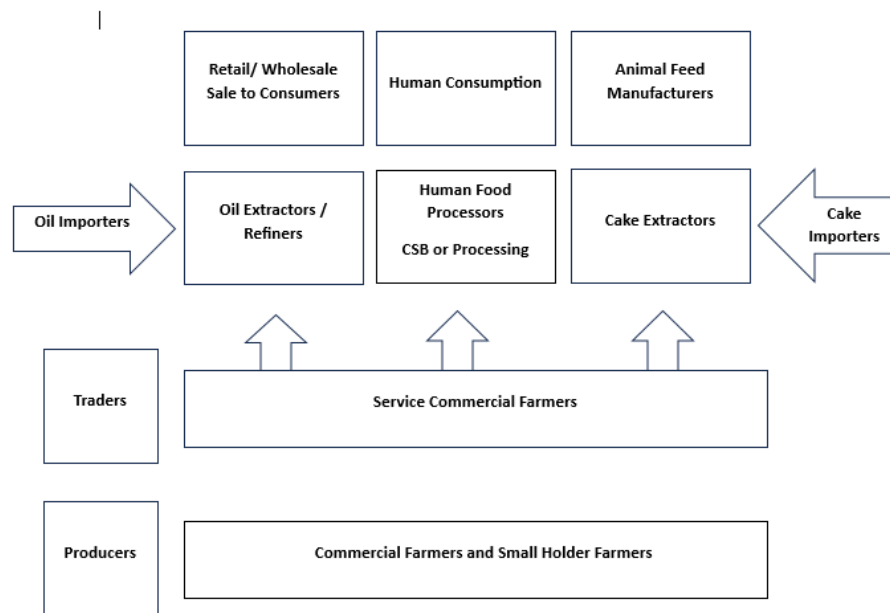 Retail/ Wholesale
Sale to Consumers
Human Consumption
Animal Feed
Manufacturers
Oil Importers
Oil Extractors /
Refiners
Human Food
Processors
CSB or Processing
Cake Extractors
Cake
Importers
Traders
Service Commercial Farmers
Producers
Commercial Farmers and Small Holder Farmers